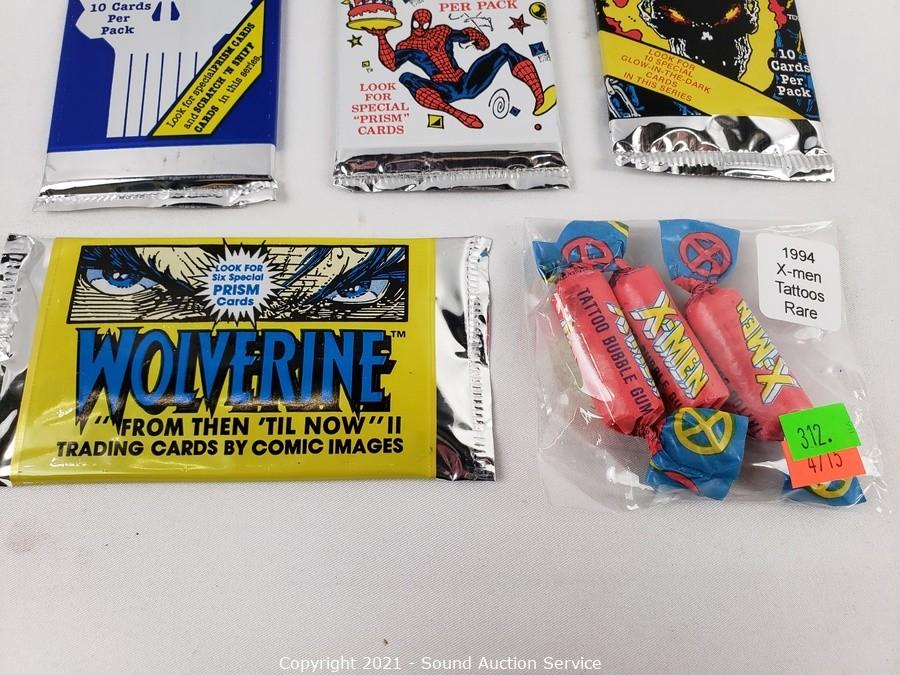 10 Cards
Per
Pack
Look for special PRISM CARDS
and SCRATCH 'N SNIFF
CARDS in this series.
PER PACK
LOOK
FOR
SPECIAL
"PRISM"
CARDS
LOOK FOR
10 SPECIAL
GLOW-IN-THE-DARK
CARDS
IN THIS SERIES
10
Cards
Per
Pack
LOOK FOR
Six Special
PRISM
Cards
WOLVERINE™
"FROM THEN 'TIL NOW" II
TRADING CARDS BY COMIC IMAGES
1994
X-men
Tattoos
Rare
TATTOO BUBBLE GUM
X-MEN
X-MEN
312.
4/15
Copyright 2021 - Sound Auction Service